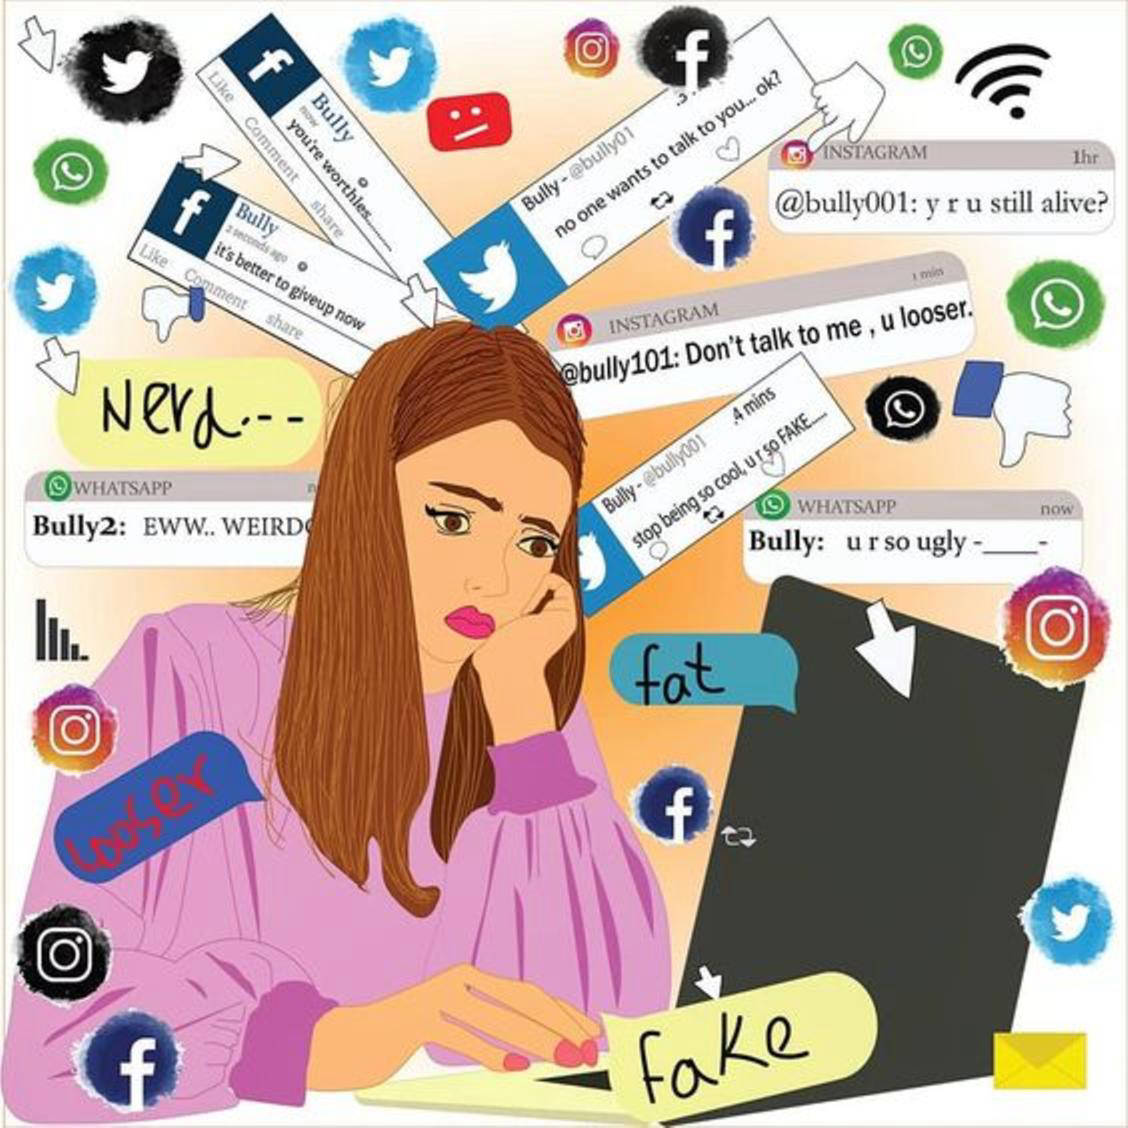 Like Comment share
Bully
now
you're worthles......
Bully
2 seconds ago
it's better to giveup now
Like Comment share
Bully - @bully01
no one wants to talk to you... ok?
INSTAGRAM 1hr
@bully001: y r u still alive?
INSTAGRAM 1 min
@bully101: Don't talk to me , u looser.
Nerd.--
Bully - @bully001 .4 mins
stop being so cool, u r so FAKE.....
WHATSAPP
Bully2: EWW.. WEIRD
WHATSAPP now
Bully: u r so ugly -____-
fat
Looser
fake